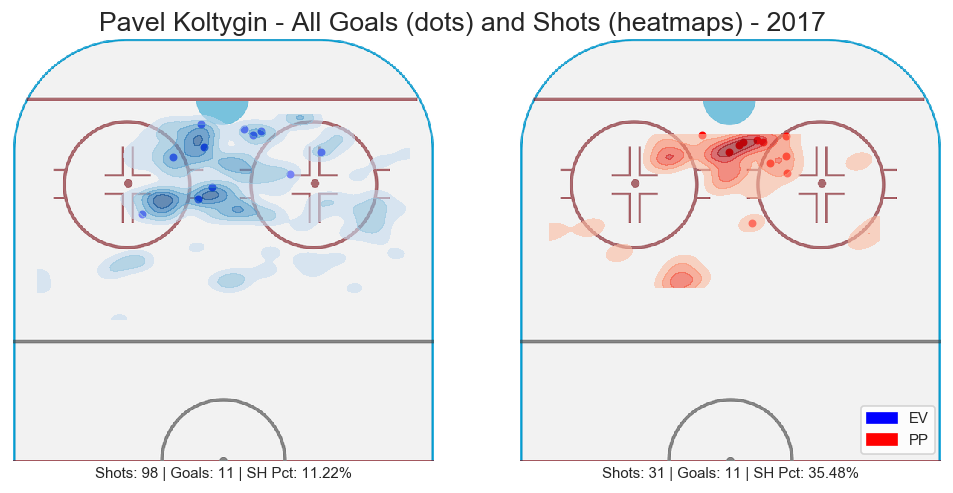 Pavel Koltygin - All Goals (dots) and Shots (heatmaps) - 2017
EV
PP
Shots: 98 | Goals: 11 | SH Pct: 11.22%
Shots: 31 | Goals: 11 | SH Pct: 35.48%